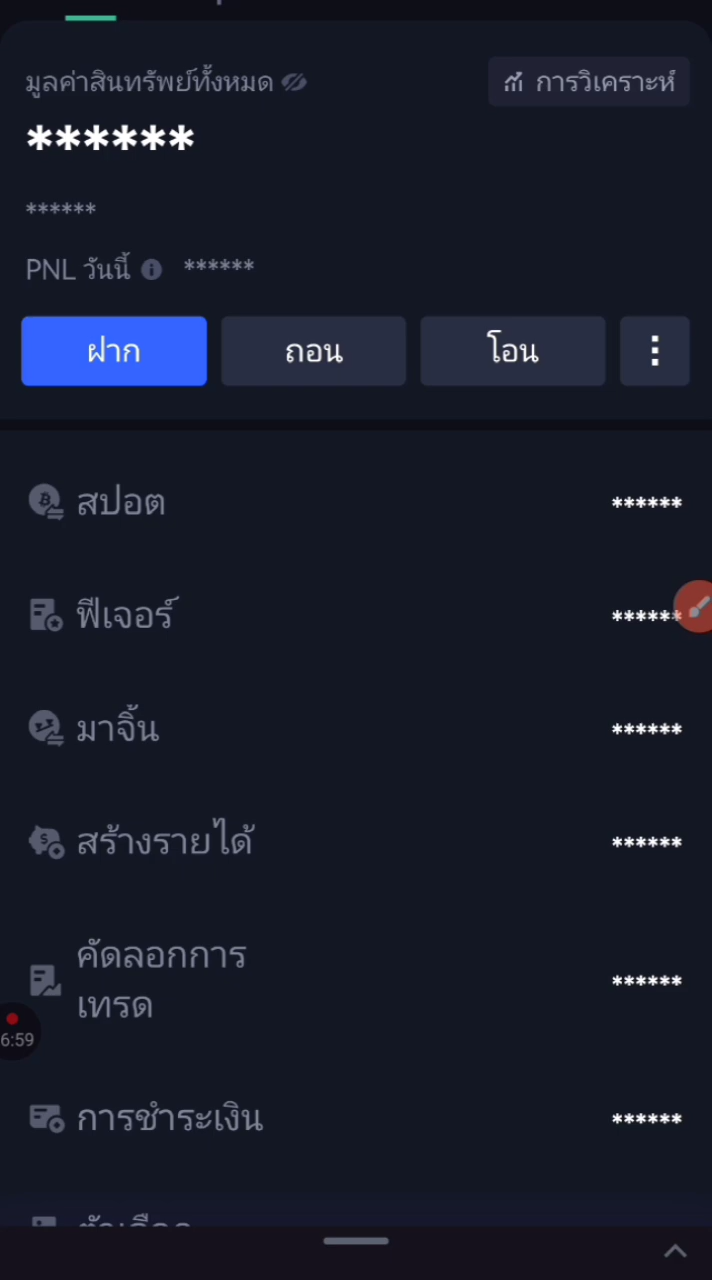 มูลค่าสินทรัพย์ทั้งหมด
การวิเคราะห์
******
******
PNL วันนี้ ******
ฝาก
ถอน
โอน
สปอต ******
ฟีเจอร์ ******
มาจิ้น ******
สร้างรายได้ ******
คัดลอกการ
เทรด ******
6:59
การชำระเงิน ******